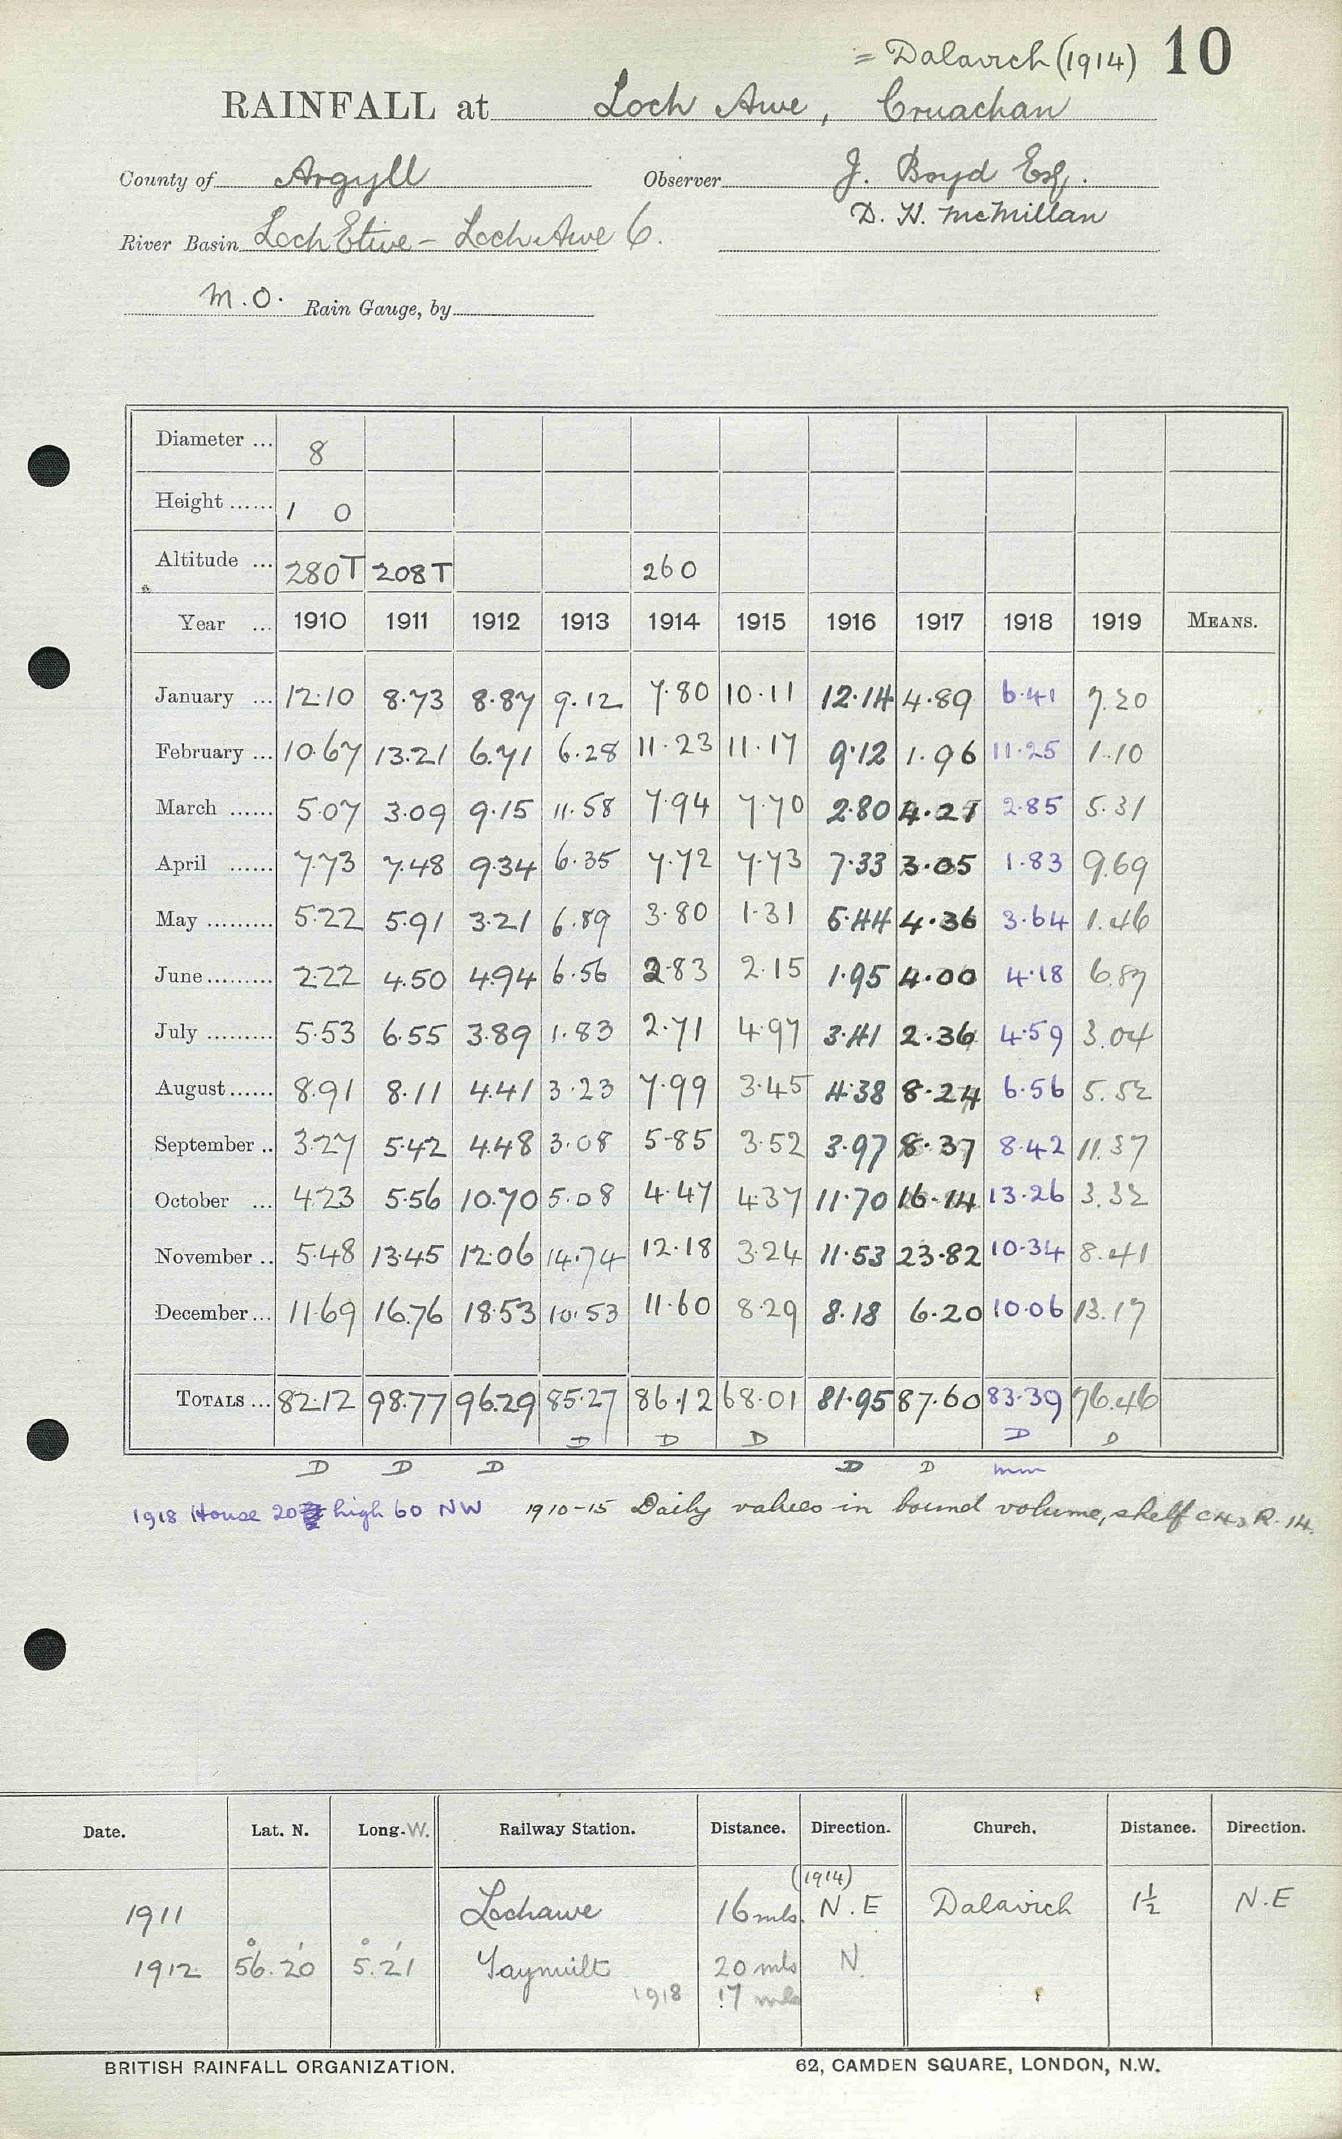 = Dalavich (1914) 10
RAINFALL at Loch Awe, Cruachan
County of Argyll Observer J. Boyd Esq.
D. H. McMillan
River Basin Loch Etive - Loch Awe 6.
M.O. Rain Gauge, by
Diameter ... 8
Height ...... 1 0
Altitude ... 280T 208T 260
Year ... 1910 1911 1912 1913 1914 1915 1916 1917 1918 1919 MEANS.
January ... 12.10 8.73 8.87 9.12 7.80 10.11 12.14 4.89 6.41 7.20
February ... 10.67 13.21 6.71 6.28 11.23 11.17 9.12 1.96 11.25 1.10
March ...... 5.07 3.09 9.15 11.58 7.94 7.70 2.80 4.21 2.85 5.31
April ...... 7.73 7.48 9.34 6.35 7.72 7.73 7.33 3.05 1.83 9.69
May ......... 5.22 5.91 3.21 6.89 3.80 1.31 5.44 4.36 3.64 1.46
June ......... 2.22 4.50 4.94 6.56 2.83 2.15 1.95 4.00 4.18 6.87
July ......... 5.53 6.55 3.89 1.83 2.71 4.97 3.41 2.36 4.59 3.04
August ...... 8.91 8.11 4.41 3.23 7.99 3.45 4.38 8.24 6.56 5.52
September .. 3.27 5.42 4.48 3.08 5.85 3.52 3.97 8.37 8.42 11.37
October ... 4.23 5.56 10.70 5.08 4.47 4.37 11.70 16.14 13.26 3.32
November .. 5.48 13.45 12.06 14.74 12.18 3.24 11.53 23.82 10.34 8.41
December ... 11.69 16.76 18.53 10.53 11.60 8.29 8.18 6.20 10.06 13.17
TOTALS ... 82.12 98.77 96.29 85.27 86.12 68.01 81.95 87.60 83.39 76.46
D D D D D
D D D D D mm
1918 House 20 high 60 NW 1910-15 Daily values in bound volume, shelf R. 14.
Date. Lat. N. Long. W. Railway Station. Distance. Direction. Church. Distance. Direction.
(1914)
1911 Lochawe 16 mls. N.E Dalavich 1½ N.E
1912 56°.20' 5°.21' Taynuilt 20 mls N.
1918 17 mls
BRITISH RAINFALL ORGANIZATION. 62, CAMDEN SQUARE, LONDON, N.W.